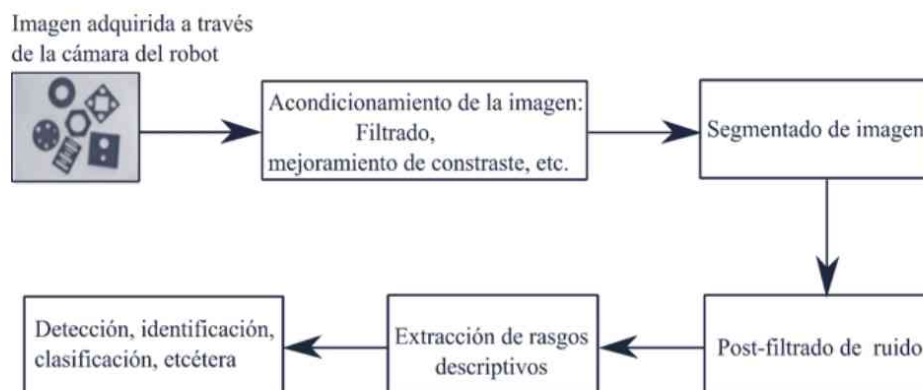 Imagen adquirida a través
de la cámara del robot
Acondicionamiento de la imagen:
Filtrado,
mejoramiento de constraste, etc.
Segmentado de imagen
Post-filtrado de ruido
Extracción de rasgos
descriptivos
Detección, identificación,
clasificación, etcétera